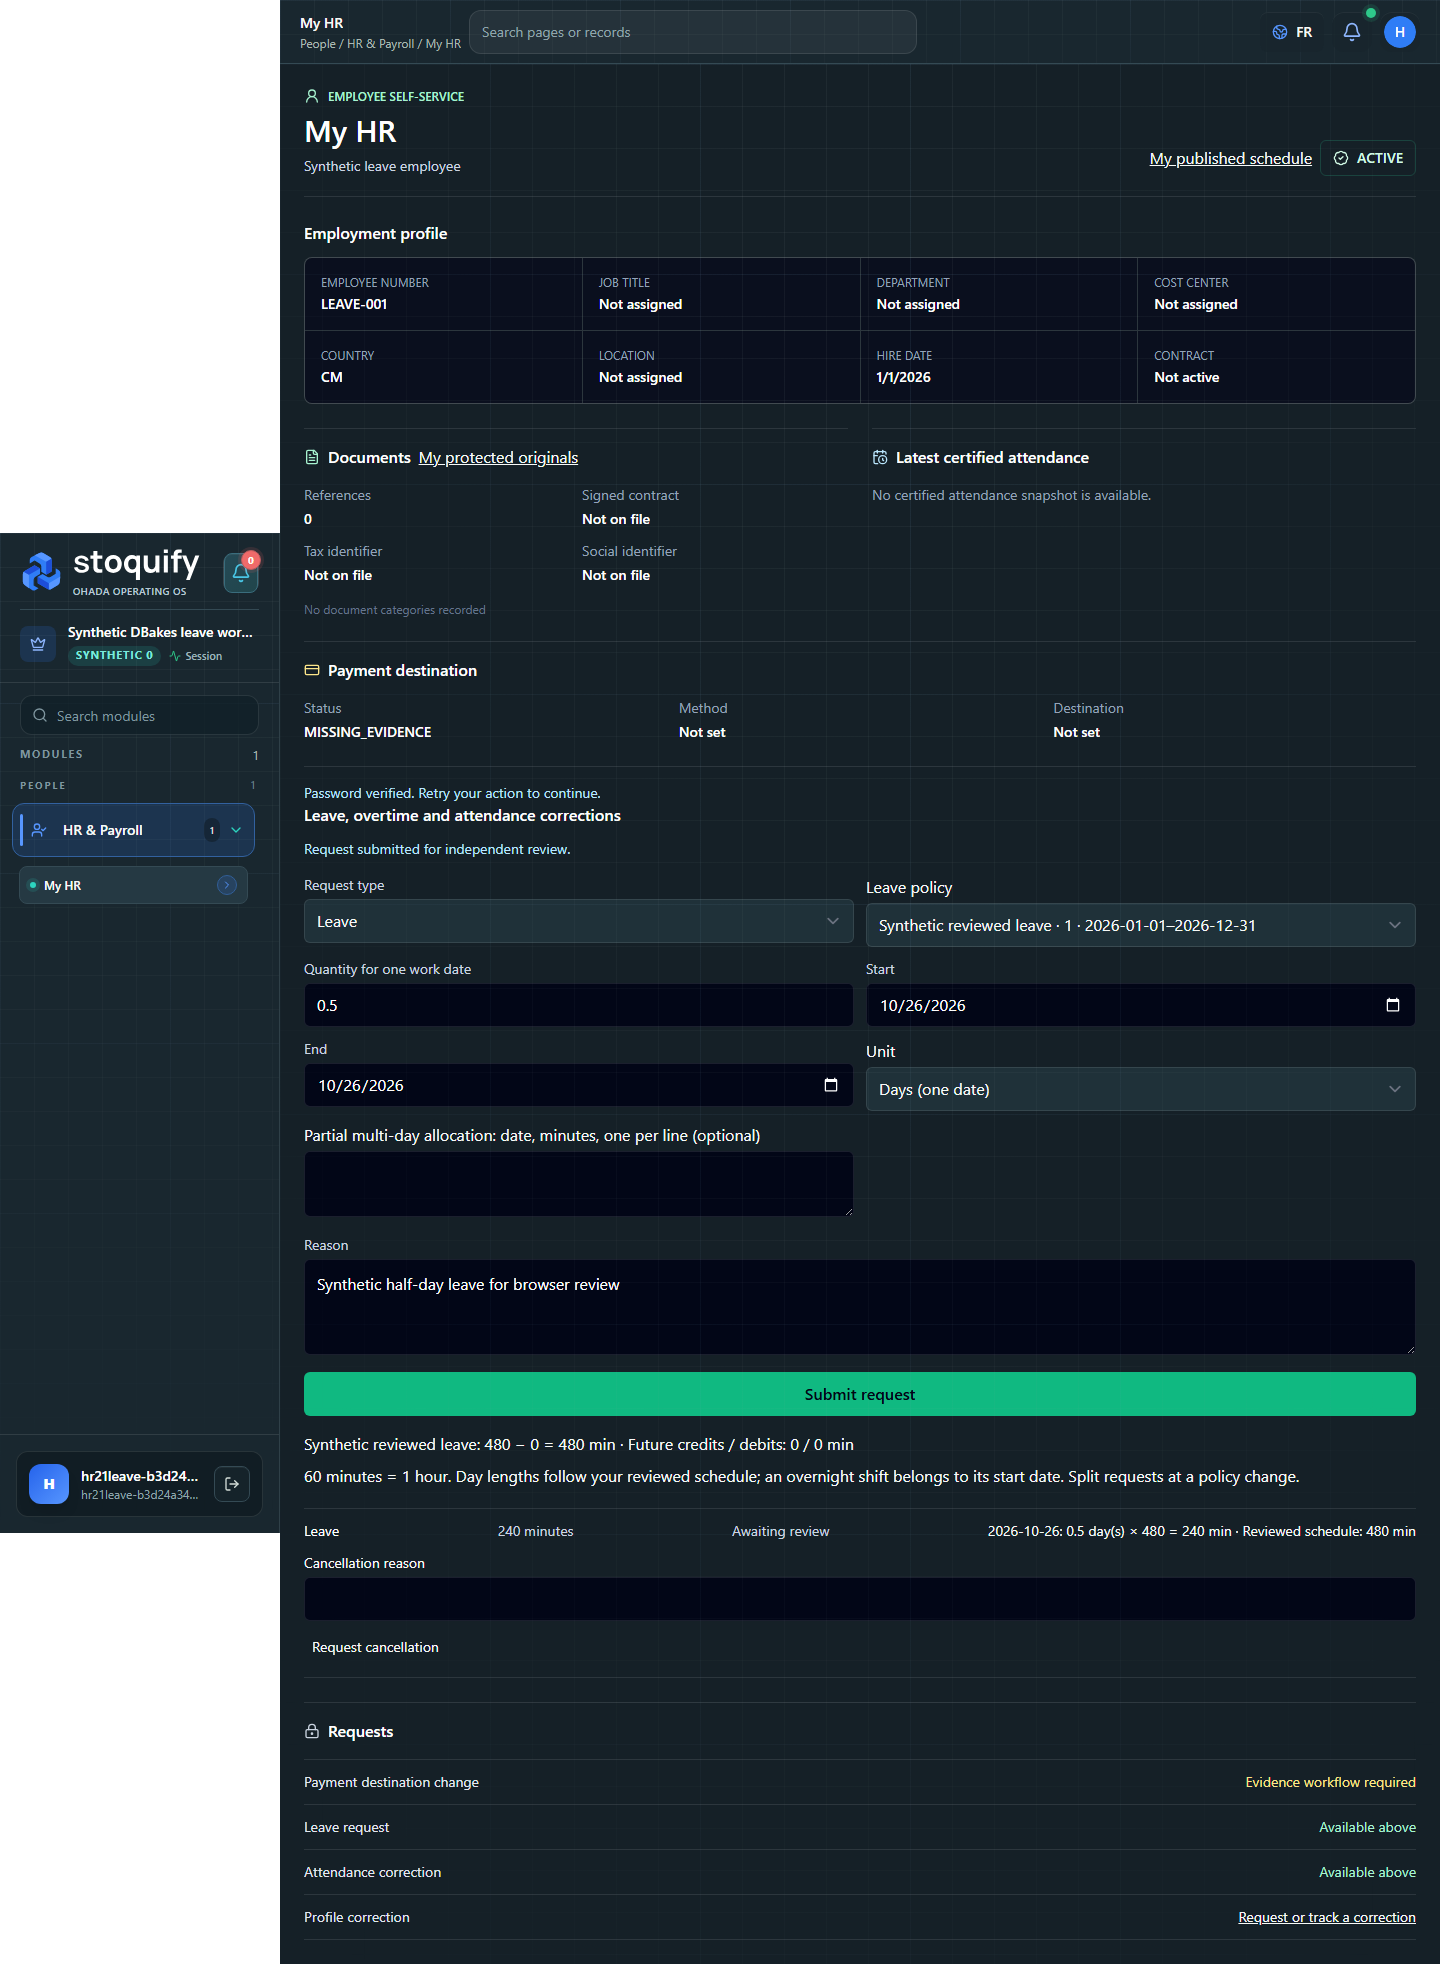 My HR
People / HR & Payroll / My HR
Search pages or records
FR
H
EMPLOYEE SELF-SERVICE
My HR
Synthetic leave employee
My published schedule
ACTIVE
Employment profile
EMPLOYEE NUMBER
LEAVE-001
JOB TITLE
Not assigned
DEPARTMENT
Not assigned
COST CENTER
Not assigned
COUNTRY
CM
LOCATION
Not assigned
HIRE DATE
1/1/2026
CONTRACT
Not active
Documents My protected originals
References
0
Signed contract
Not on file
Tax identifier
Not on file
Social identifier
Not on file
No document categories recorded
Latest certified attendance
No certified attendance snapshot is available.
stoquify
OHADA OPERATING OS
0
Synthetic DBakes leave wor...
SYNTHETIC 0
Session
Search modules
MODULES 1
PEOPLE 1
HR & Payroll 1
My HR
Payment destination
Status
MISSING_EVIDENCE
Method
Not set
Destination
Not set
Password verified. Retry your action to continue.
Leave, overtime and attendance corrections
Request submitted for independent review.
Request type
Leave
Leave policy
Synthetic reviewed leave · 1 · 2026-01-01–2026-12-31
Quantity for one work date
0.5
Start
10/26/2026
End
10/26/2026
Unit
Days (one date)
Partial multi-day allocation: date, minutes, one per line (optional)
Reason
Synthetic half-day leave for browser review
Submit request
Synthetic reviewed leave: 480 − 0 = 480 min · Future credits / debits: 0 / 0 min
60 minutes = 1 hour. Day lengths follow your reviewed schedule; an overnight shift belongs to its start date. Split requests at a policy change.
H
hr21leave-b3d24...
hr21leave-b3d24a34...
Leave
240 minutes
Awaiting review
2026-10-26: 0.5 day(s) × 480 = 240 min · Reviewed schedule: 480 min
Cancellation reason
Request cancellation
Requests
Payment destination change
Evidence workflow required
Leave request
Available above
Attendance correction
Available above
Profile correction
Request or track a correction